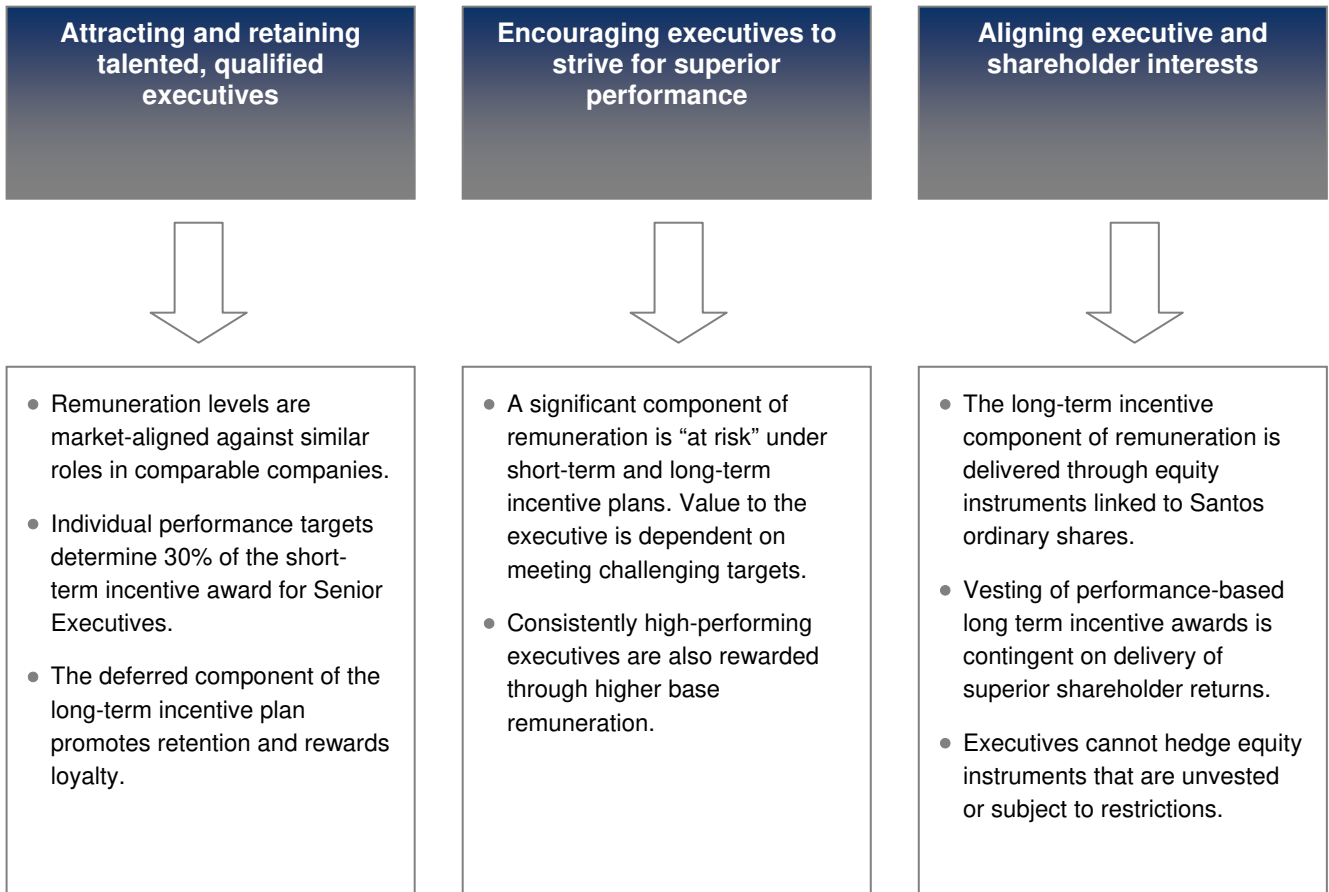 Attracting and retaining
talented, qualified
executives
Encouraging executives to
strive for superior
performance
Aligning executive and
shareholder interests
• Remuneration levels are
market-aligned against similar
roles in comparable companies.
• Individual performance targets
determine 30% of the short-
term incentive award for Senior
Executives.
• The deferred component of the
long-term incentive plan
promotes retention and rewards
loyalty.
• A significant component of
remuneration is “at risk” under
short-term and long-term
incentive plans. Value to the
executive is dependent on
meeting challenging targets.
• Consistently high-performing
executives are also rewarded
through higher base
remuneration.
• The long-term incentive
component of remuneration is
delivered through equity
instruments linked to Santos
ordinary shares.
• Vesting of performance-based
long term incentive awards is
contingent on delivery of
superior shareholder returns.
• Executives cannot hedge equity
instruments that are unvested
or subject to restrictions.